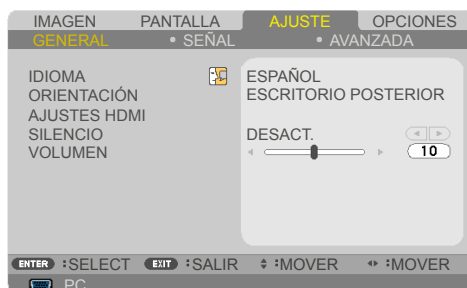 IMAGEN PANTALLA AJUSTE OPCIONES
GENERAL • SEÑAL • AVANZADA
IDIOMA ESPAÑOL
ORIENTACIÓN ESCRITORIO POSTERIOR
AJUSTES HDMI
SILENCIO DESACT.
VOLUMEN 10
ENTER :SELECT EXIT :SALIR :MOVER :MOVER
PC